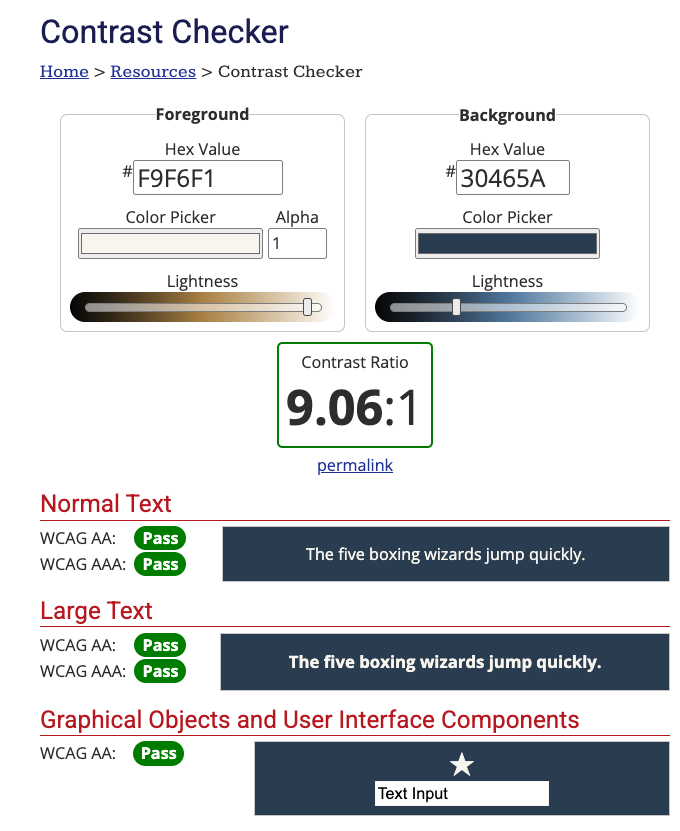 Contrast Checker
Home > Resources > Contrast Checker
Foreground
Hex Value
# F9F6F1
Color Picker Alpha
1
Lightness
Background
Hex Value
# 30465A
Color Picker
Lightness
Contrast Ratio
9.06:1
permalink
Normal Text
WCAG AA: Pass
WCAG AAA: Pass
The five boxing wizards jump quickly.
Large Text
WCAG AA: Pass
WCAG AAA: Pass
The five boxing wizards jump quickly.
Graphical Objects and User Interface Components
WCAG AA: Pass
Text Input